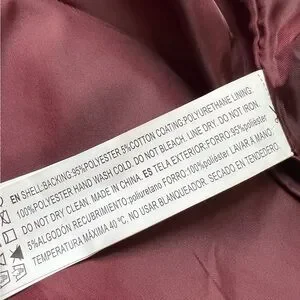 EN SHELL:BACKING:95%POLYESTER 5%COTTON COATING:POLYURETHANE LINING:
100%POLYESTER HAND WASH COLD. DO NOT BLEACH. LINE DRY. DO NOT IRON.
DO NOT DRY CLEAN. MADE IN CHINA. ES TELA EXTERIOR:FORRO:95%poliéster
5%ALGODÓN RECUBRIMIENTO poliuretano FORRO:100%poliéster LAVAR A MANO.
TEMPERATURA MÁXIMA 40 °C. NO USAR BLANQUEADOR. SECADO EN TENDEDERO.